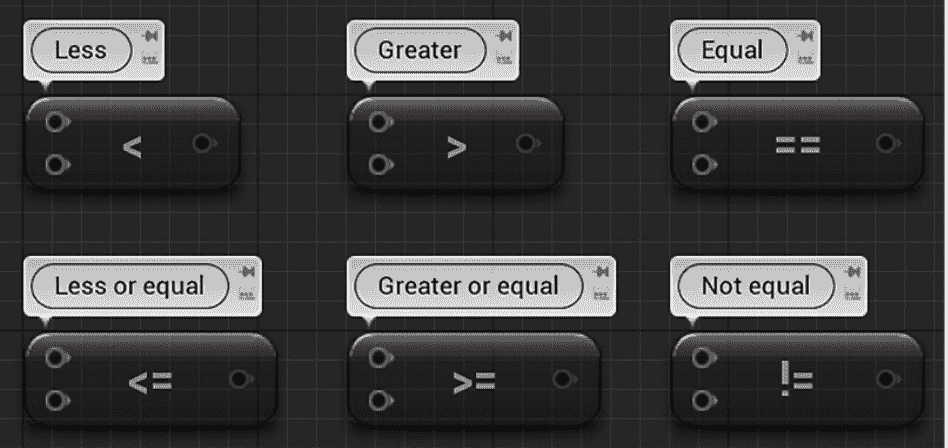 Less
Greater
Equal
<
>
==
Less or equal
Greater or equal
Not equal
<=
>=
!=